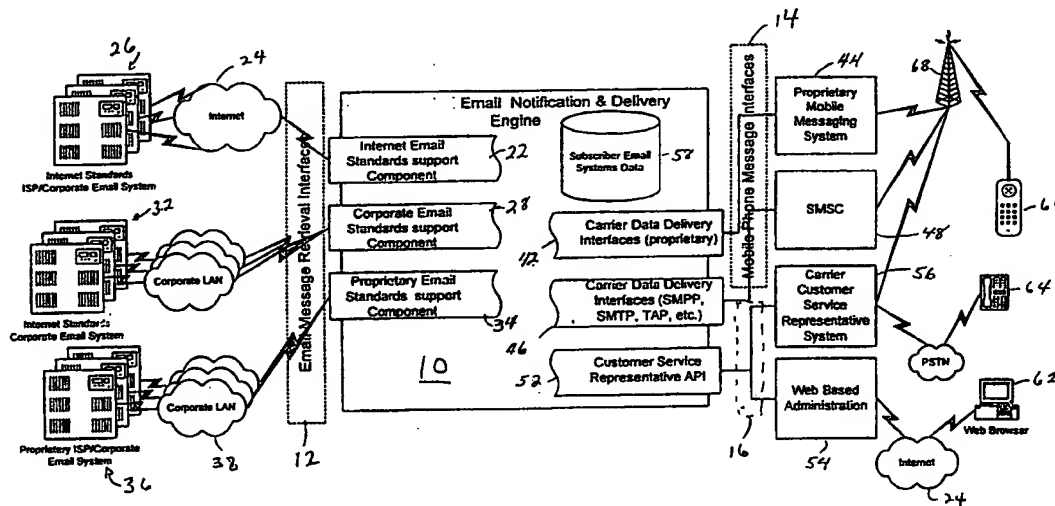 26
24
Internet
Internet Standards
ISP/Corporate Email System
32
Corporate LAN
Internet Standards
Corporate Email System
Corporate LAN
38
Proprietery ISP/Corporate
Email System
36
Email Message Retrieval Interfaces
12
Email Notification & Delivery
Engine
Internet Email
Standards support
Component
22
Corporate Email
Standards support
Component
28
Proprietary Email
Standards support
Component
34
10
Subscriber Email
Systems Data
58
Carrier Data Delivery
Interfaces (proprietary)
42
Carrier Data Delivery
Interfaces (SMPP,
SMTP, TAP, etc.)
46
Customer Service
Representative API
52
14
Mobile Phone Message Interfaces
16
44
Proprietary
Mobile
Messaging
System
SMSC
48
56
Carrier
Customer
Service
Representative
System
Web Based
Administration
54
68
64
PSTN
62
Web Browser
Internet
24